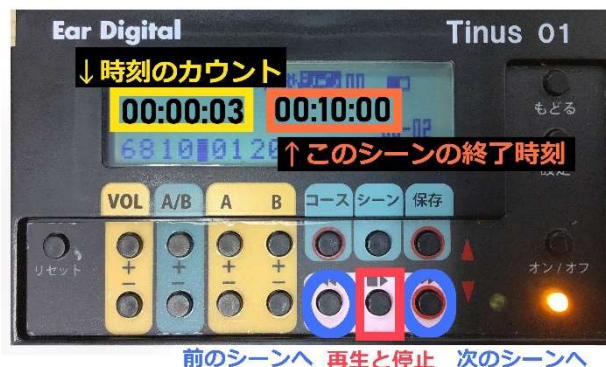 Ear Digital Tinus 01
↓時刻のカウント
00:00:03 00:10:00
もどる
↑このシーンの終了時刻
設定
VOL A/B A B コース シーン 保存
リセット
+ + + +
オン/オフ
− − − −
前のシーンへ 再生と停止 次のシーンへ